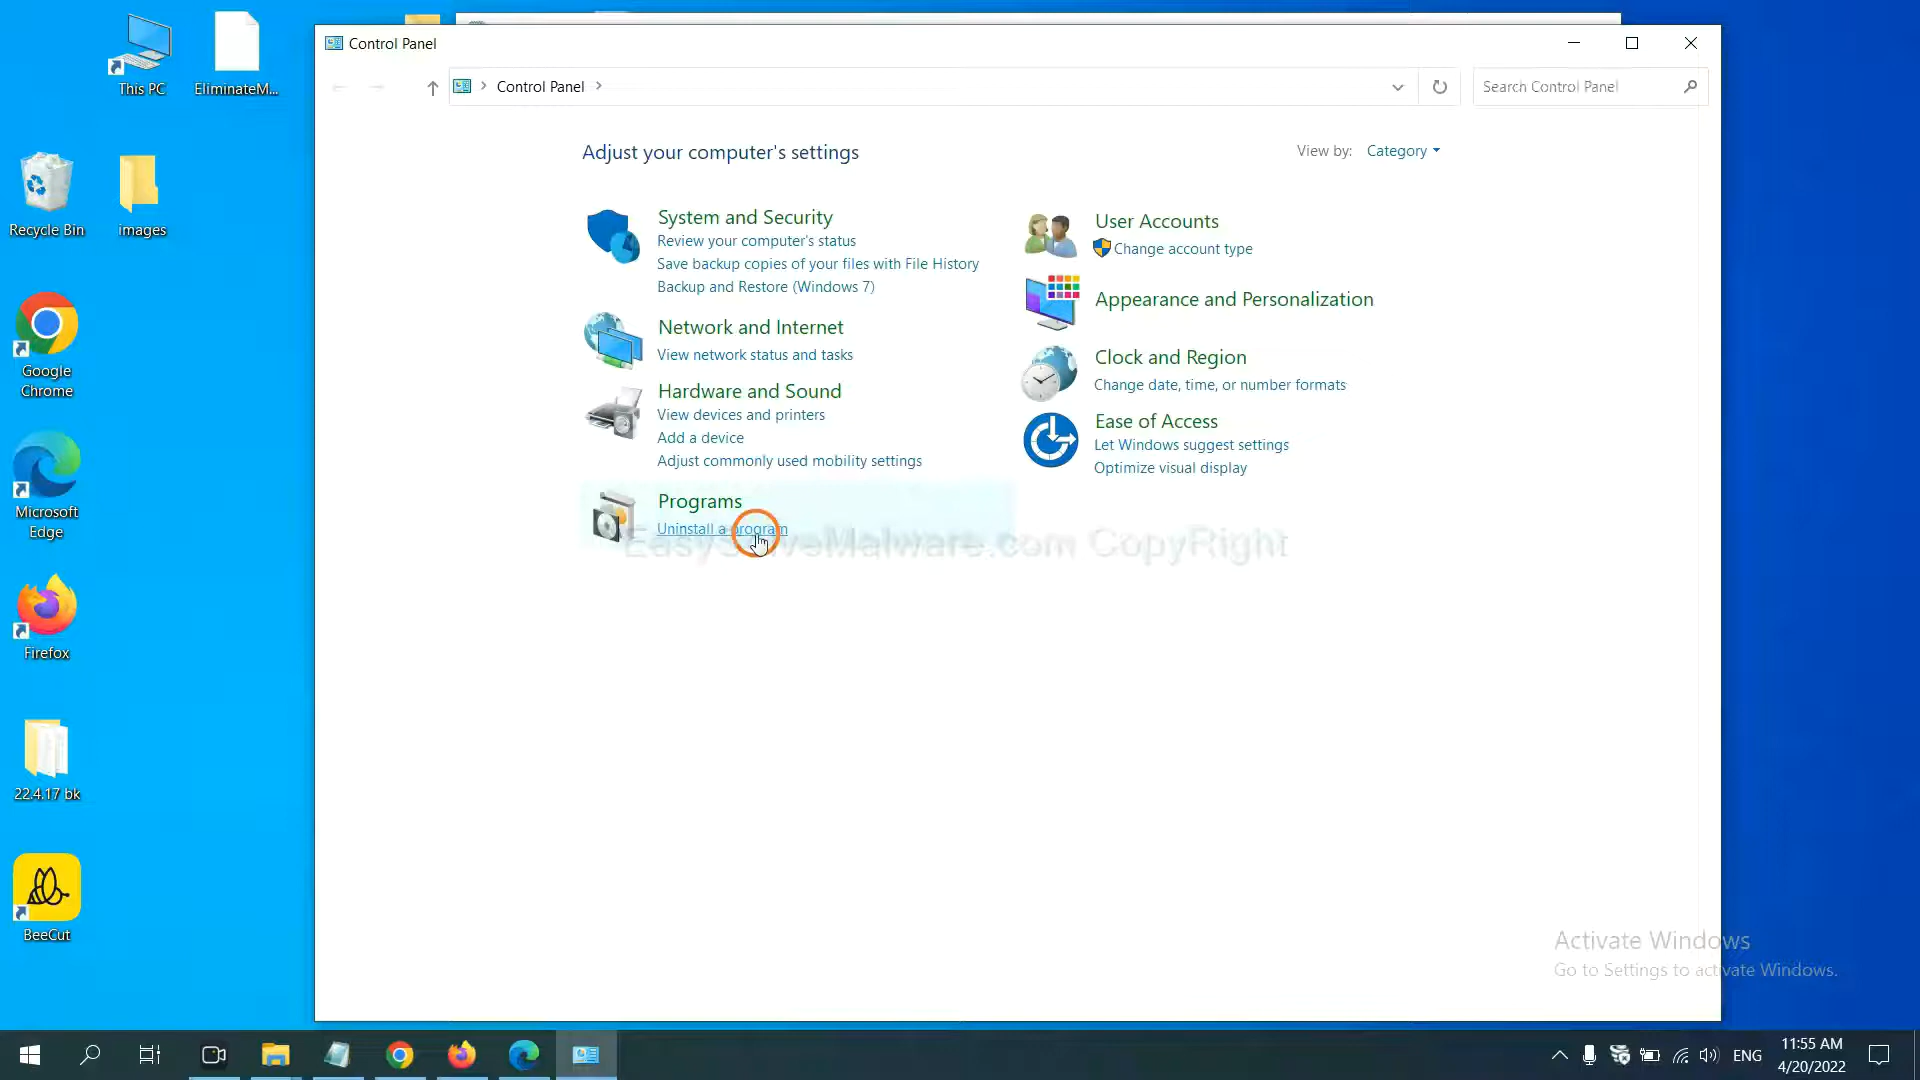 This PC
EliminateM...
Recycle Bin
images
Google
Chrome
Microsoft
Edge
Firefox
22.4.17 bk
BeeCut
Control Panel
Control Panel
Search Control Panel
Adjust your computer's settings
View by: Category
System and Security
Review your computer's status
Save backup copies of your files with File History
Backup and Restore (Windows 7)
Network and Internet
View network status and tasks
Hardware and Sound
View devices and printers
Add a device
Adjust commonly used mobility settings
Programs
Uninstall a program
User Accounts
Change account type
Appearance and Personalization
Clock and Region
Change date, time, or number formats
Ease of Access
Let Windows suggest settings
Optimize visual display
CopyRight
Activate Windows
Go to Settings to activate Windows.
ENG
11:55 AM
4/20/2022